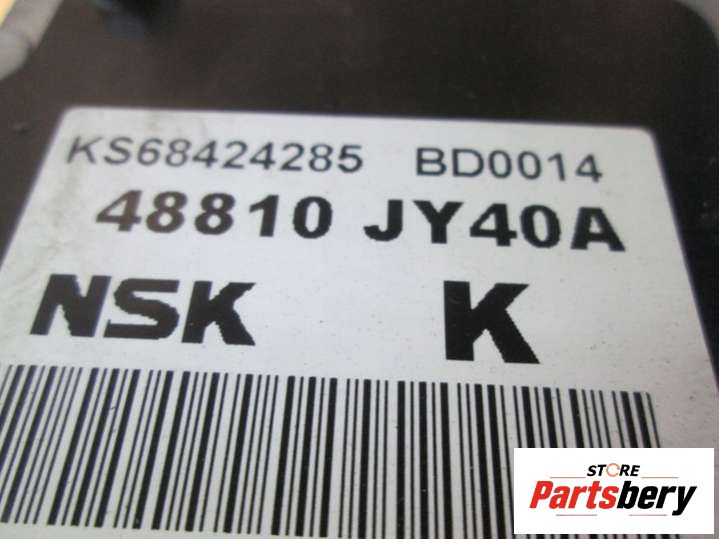 KS68424285 BD0014
48810 JY40A
NSK K
STORE
Partsbery